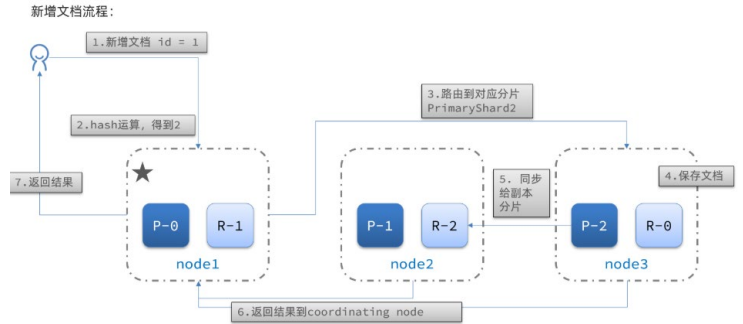 新增文档流程：
1.新增文档 id = 1
2.hash运算，得到2
3.路由到对应分片
PrimaryShard2
7.返回结果
4.保存文档
5. 同步
给副本
分片
P-0
R-1
P-1
R-2
P-2
R-0
node1
node2
node3
6.返回结果到coordinating node